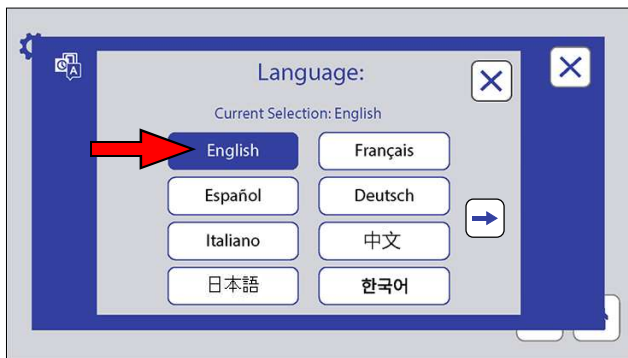 Language:
Current Selection: English
English
Français
Español
Deutsch
Italiano
中文
日本語
한국어